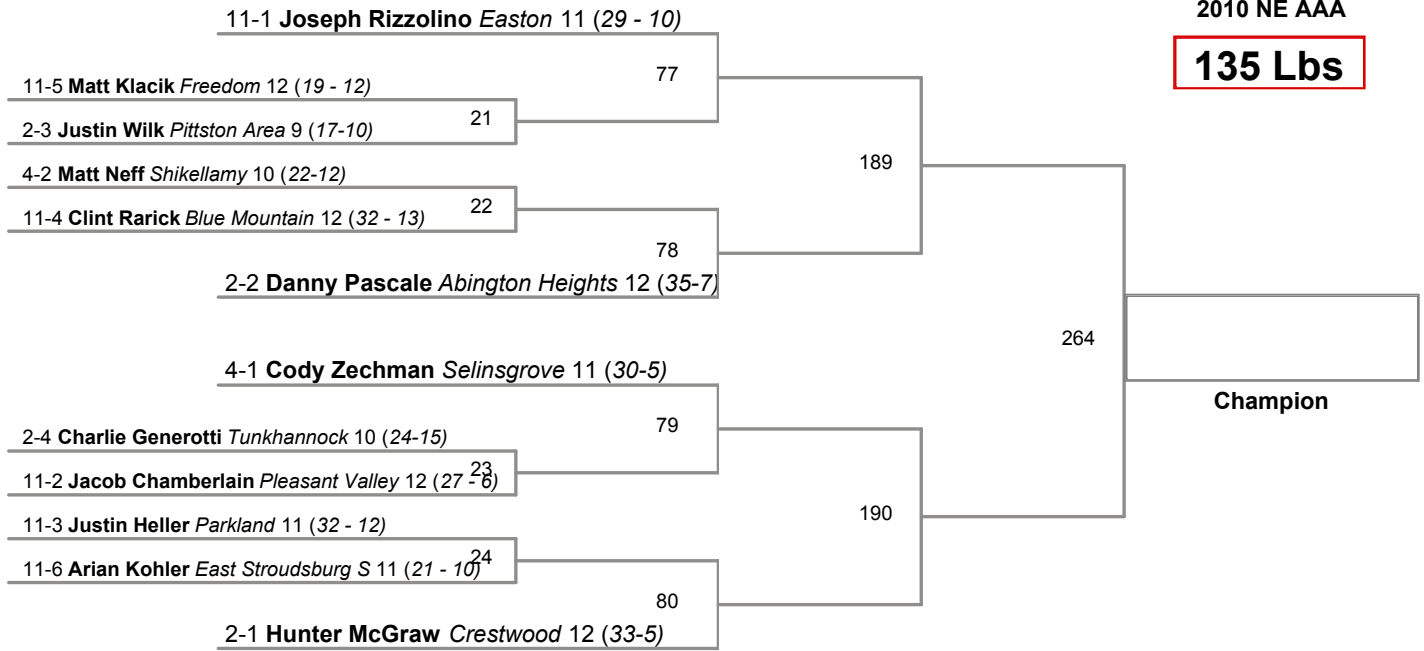 2010 NE AAA
135 Lbs
11-1 Joseph Rizzolino Easton 11 (29 - 10)
77
11-5 Matt Klacik Freedom 12 (19 - 12)
21
2-3 Justin Wilk Pittston Area 9 (17-10)
189
4-2 Matt Neff Shikellamy 10 (22-12)
22
11-4 Clint Rarick Blue Mountain 12 (32 - 13)
78
2-2 Danny Pascale Abington Heights 12 (35-7)
264
4-1 Cody Zechman Selinsgrove 11 (30-5)
Champion
79
2-4 Charlie Generotti Tunkhannock 10 (24-15)
23
11-2 Jacob Chamberlain Pleasant Valley 12 (27 - 6)
190
11-3 Justin Heller Parkland 11 (32 - 12)
24
11-6 Arian Kohler East Stroudsburg S 11 (21 - 10)
80
2-1 Hunter McGraw Crestwood 12 (33-5)